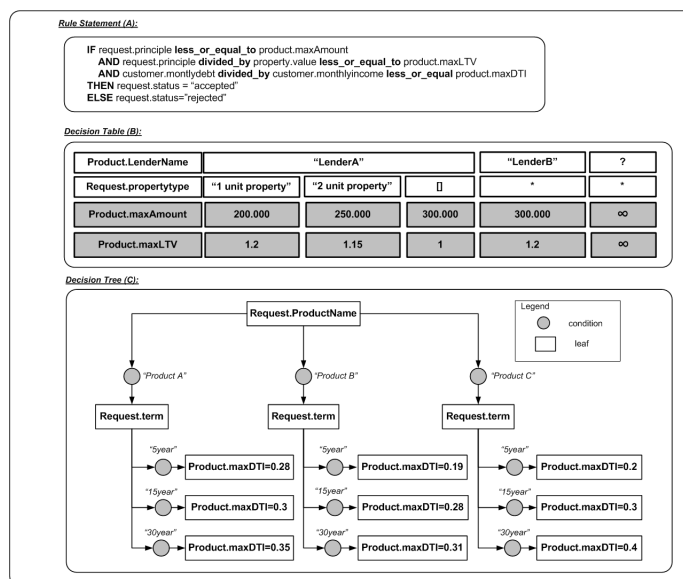 Rule Statement (A):
IF request.principle less_or_equal_to product.maxAmount
AND request.principle divided_by property.value less_or_equal_to product.maxLTV
AND customer.montlydebt divided_by customer.monthlyincome less_or_equal product.maxDTI
THEN request.status = “accepted”
ELSE request.status=”rejected”
Decision Table (B):
Product.LenderName “LenderA” “LenderB” ?
Request.propertytype “1 unit property” “2 unit property” [] * *
Product.maxAmount 200.000 250.000 300.000 300.000 ∞
Product.maxLTV 1.2 1.15 1 1.2 ∞
Decision Tree (C):
Request.ProductName
Legend
condition
leaf
“Product A” “Product B” “Product C”
Request.term Request.term Request.term
“5year” “5year” “5year”
Product.maxDTI=0.28 Product.maxDTI=0.19 Product.maxDTI=0.2
“15year” “15year” “15year”
Product.maxDTI=0.3 Product.maxDTI=0.28 Product.maxDTI=0.3
“30year” “30year” “30year”
Product.maxDTI=0.35 Product.maxDTI=0.31 Product.maxDTI=0.4